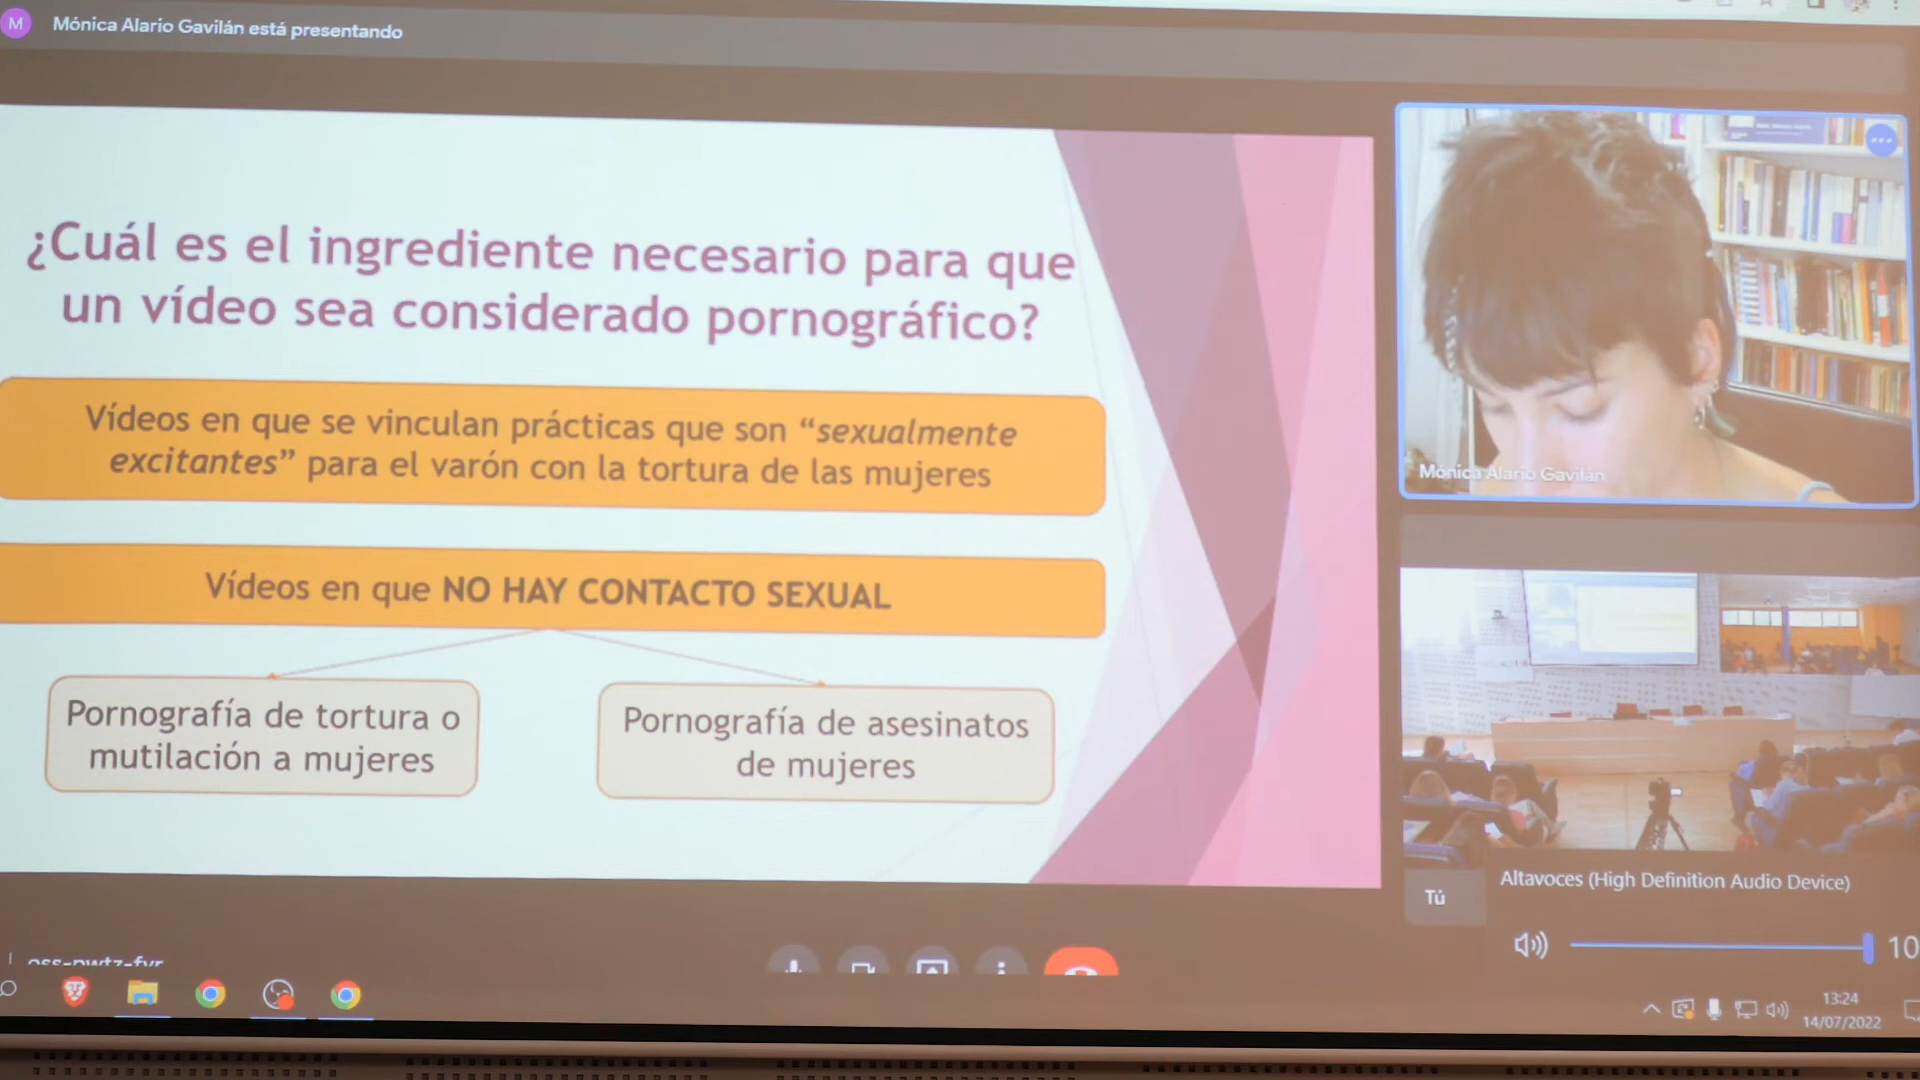 M
Mónica Alario Gavilán está presentando
¿Cuál es el ingrediente necesario para que
un vídeo sea considerado pornográfico?
Vídeos en que se vinculan prácticas que son “sexualmente
excitantes” para el varón con la tortura de las mujeres
Vídeos en que NO HAY CONTACTO SEXUAL
Pornografía de tortura o
mutilación a mujeres
Pornografía de asesinatos
de mujeres
Mónica Alario Gavilán
Tú
Altavoces (High Definition Audio Device)
10
13:24
14/07/2022